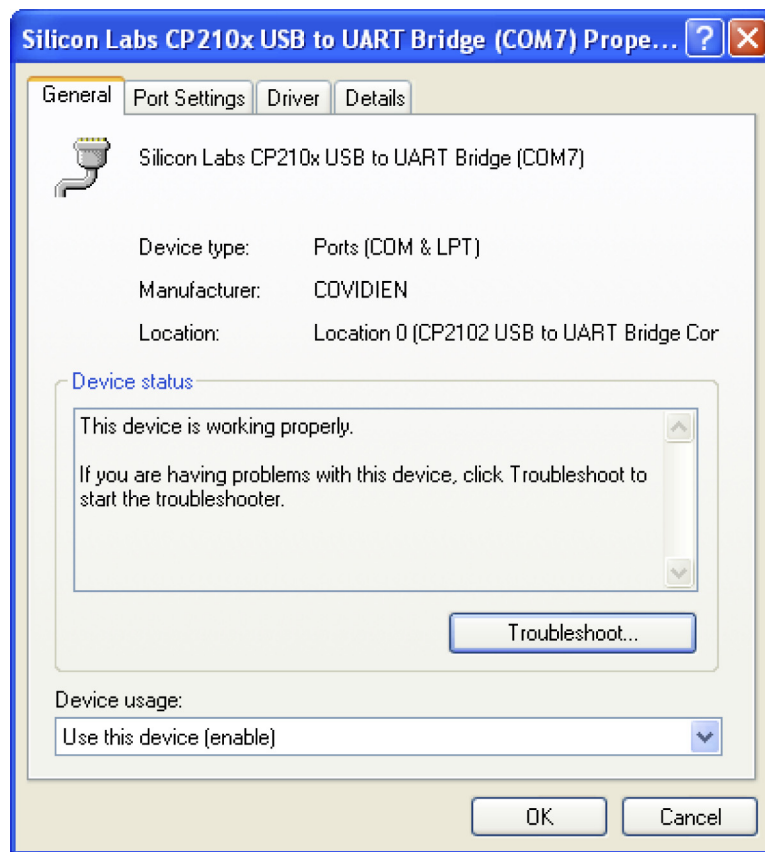 Silicon Labs CP210x USB to UART Bridge (COM7) Prope... ?
General Port Settings Driver Details
Silicon Labs CP210x USB to UART Bridge (COM7)
Device type: Ports (COM & LPT)
Manufacturer: COVIDIEN
Location: Location 0 (CP2102 USB to UART Bridge Cor
Device status
This device is working properly.
If you are having problems with this device, click Troubleshoot to
start the troubleshooter.
Troubleshoot...
Device usage:
Use this device (enable)
OK Cancel